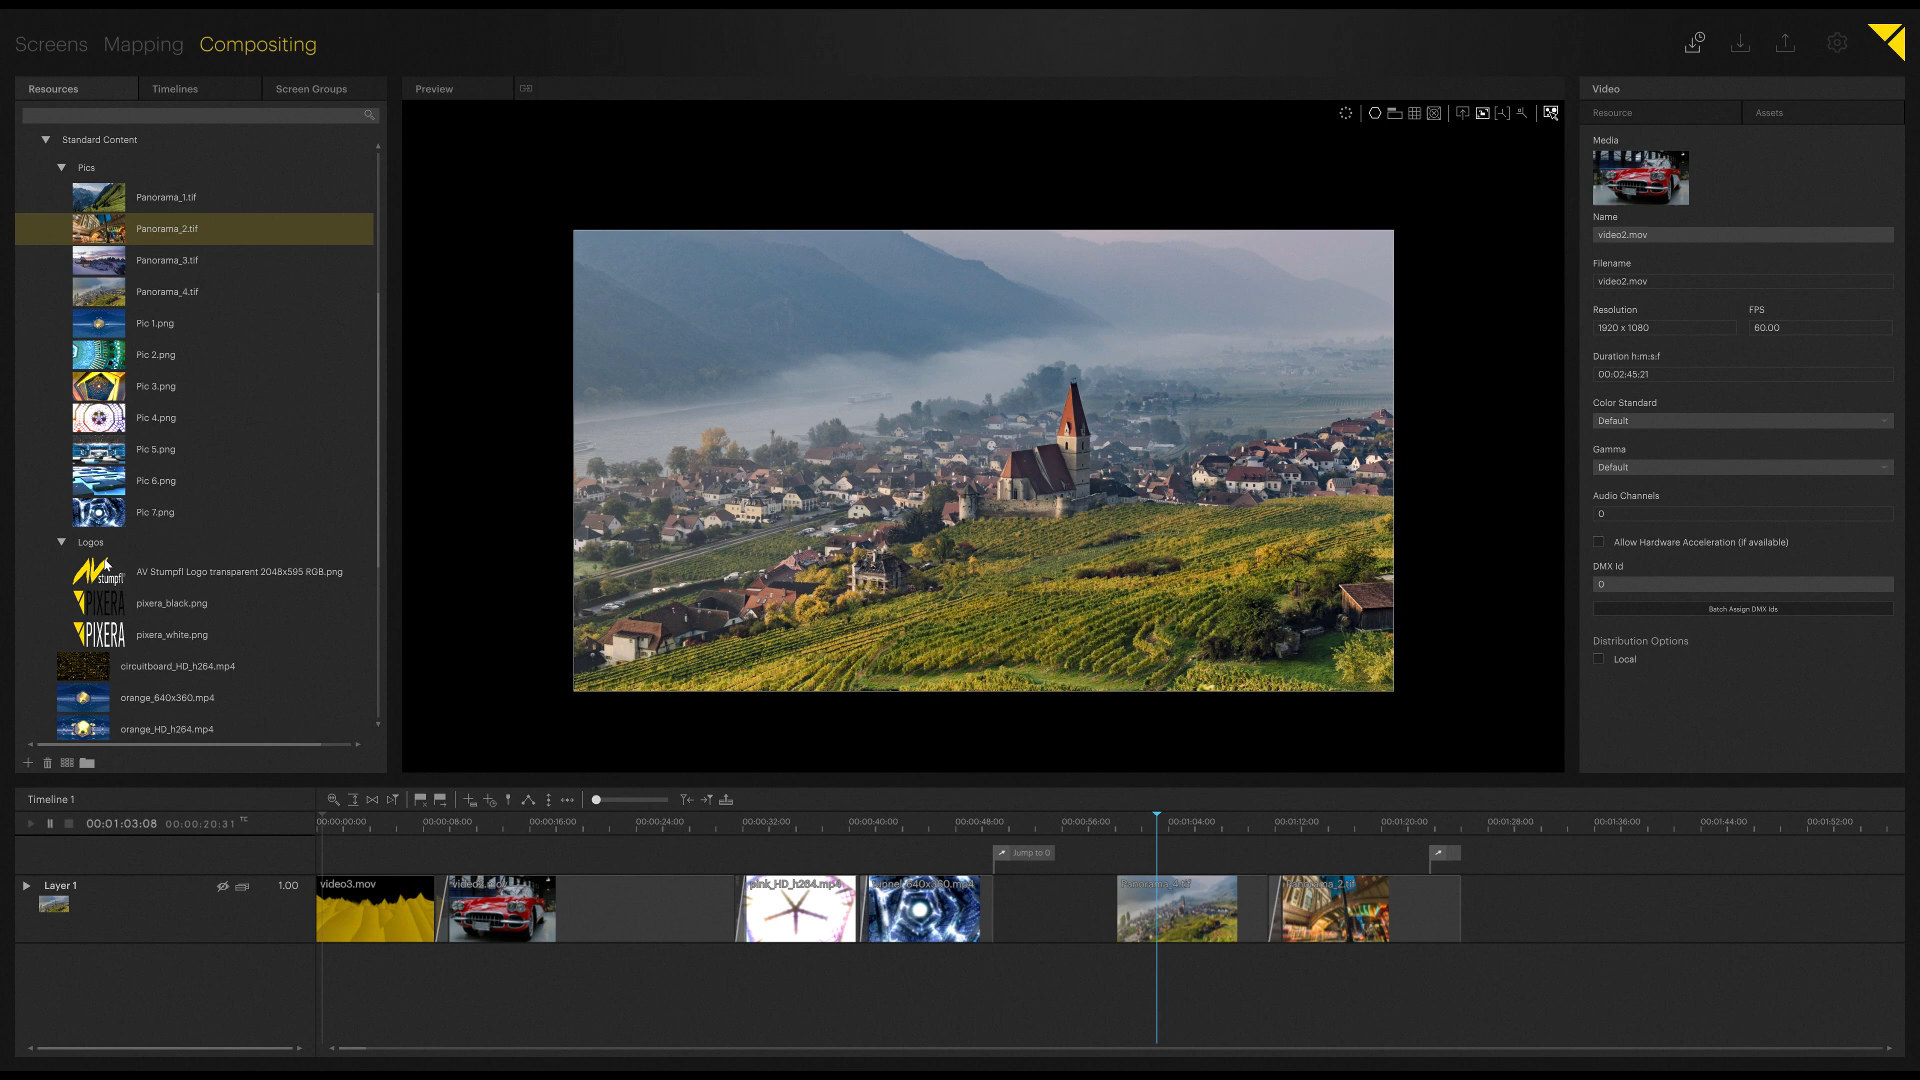 Screens Mapping Compositing
Resources Timelines Screen Groups
Standard Content
Pics
Panorama_1.tif
Panorama_2.tif
Panorama_3.tif
Panorama_4.tif
Pic 1.png
Pic 2.png
Pic 3.png
Pic 4.png
Pic 5.png
Pic 6.png
Pic 7.png
Logos
AV stumpfl AV Stumpfl Logo transparent 2048x595 RGB.png
PIXERA pixera_black.png
PIXERA pixera_white.png
circuitboard_HD_h264.mp4
orange_640x360.mp4
orange_HD_h264.mp4
Preview
Video
Resource Assets
Media
Name
video2.mov
Filename
video2.mov
Resolution FPS
1920 x 1080 60.00
Duration h:m:s:f
00:02:45:21
Color Standard
Default
Gamma
Default
Audio Channels
0
Allow Hardware Acceleration (if available)
DMX Id
0
Batch Assign DMX Ids
Distribution Options
Local
Timeline 1
00:01:03:08 00:00:20:31 TC
00:00:00:00 00:00:08:00 00:00:16:00 00:00:24:00 00:00:32:00 00:00:40:00 00:00:48:00 00:00:56:00 00:01:04:00 00:01:12:00 00:01:20:00 00:01:28:00 00:01:36:00 00:01:44:00 00:01:52:00
Jump to 0
Layer 1 1.00
video3.mov video2.mov pink_HD_h264.mp4 tunnel_640x360.mp4 Panorama_4.tif Panorama_2.tif